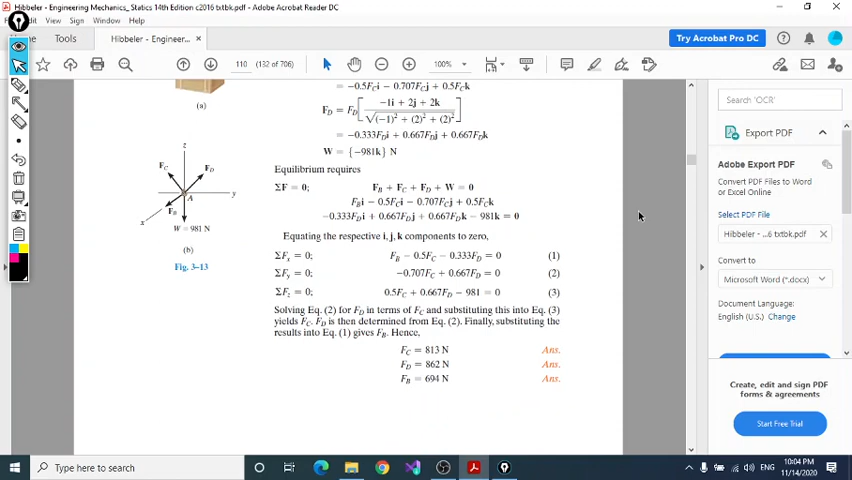 Hibbeler - Engineering Mechanics_ Statics 14th Edition c2016 txtbk.pdf - Adobe Acrobat Reader DC
View Sign Window Help
Tools
Hibbeler - Engineer... ×
Try Acrobat Pro DC
110 (132 of 706)
100%
= −0.5F_Ci − 0.707F_Cj + 0.5F_Ck
(a)
F_D = F_D [ (−1i + 2j + 2k) / √((−1)² + (2)² + (2)²) ]
= −0.333F_Di + 0.667F_Dj + 0.667F_Dk
W = {−981k} N
z
F_C
F_D
A
y
F_B
x
W = 981 N
(b)
Fig. 3–13
Equilibrium requires
ΣF = 0; F_B + F_C + F_D + W = 0
F_Bi − 0.5F_Ci − 0.707F_Cj + 0.5F_Ck
−0.333F_Di + 0.667F_Dj + 0.667F_Dk − 981k = 0
Equating the respective i, j, k components to zero,
ΣF_x = 0; F_B − 0.5F_C − 0.333F_D = 0 (1)
ΣF_y = 0; −0.707F_C + 0.667F_D = 0 (2)
ΣF_z = 0; 0.5F_C + 0.667F_D − 981 = 0 (3)
Solving Eq. (2) for F_D in terms of F_C and substituting this into Eq. (3)
yields F_C. F_D is then determined from Eq. (2). Finally, substituting the
results into Eq. (1) gives F_B. Hence,
F_C = 813 N Ans.
F_D = 862 N Ans.
F_B = 694 N Ans.
Search 'OCR'
Export PDF
Adobe Export PDF
Convert PDF Files to Word
or Excel Online
Select PDF File
Hibbeler - ...6 txtbk.pdf ×
Convert to
Microsoft Word (*.docx)
Document Language:
English (U.S.) Change
Create, edit and sign PDF
forms & agreements
Start Free Trial
Type here to search
ENG
10:04 PM
11/14/2020